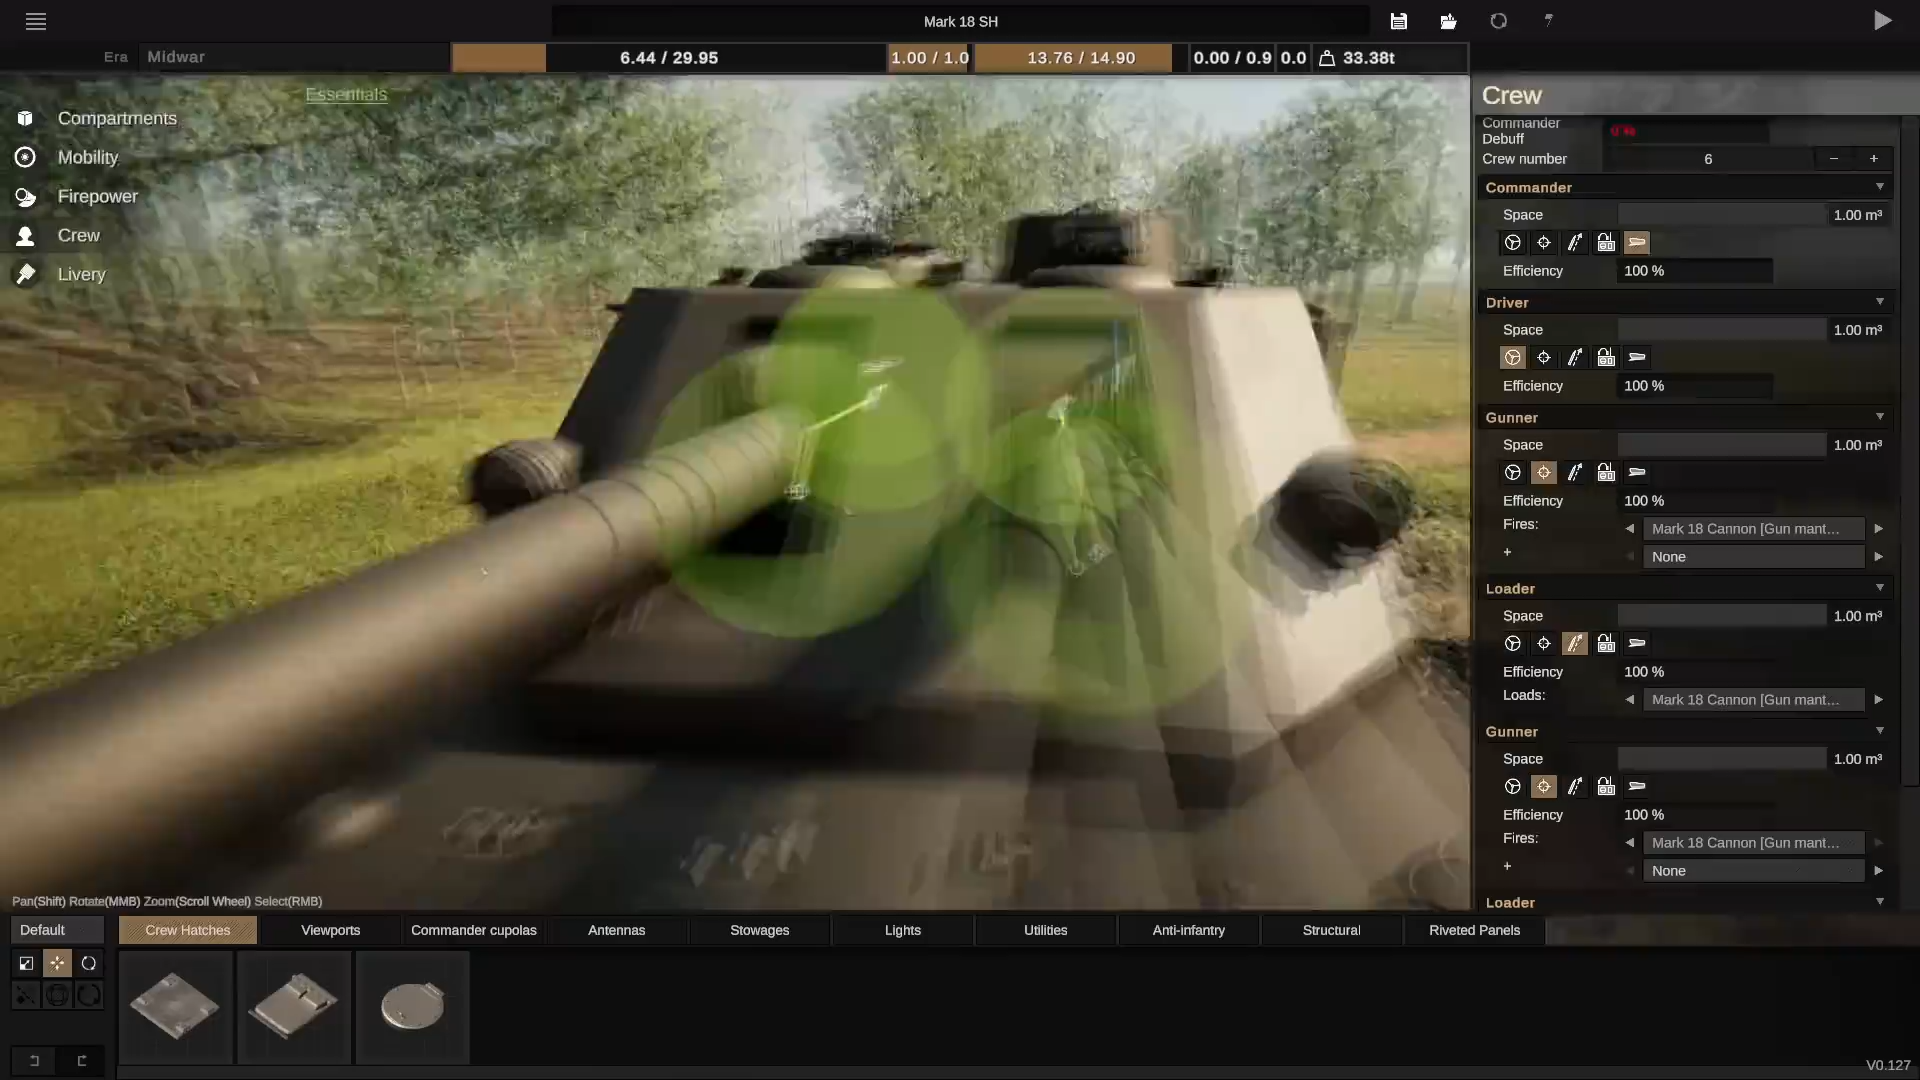 Mark 18 SH
Era
Midwar
6.44 / 29.95
1.00 / 1.0
13.76 / 14.90
0.00 / 0.9
0.0
33.38t
Essentials
Compartments
Mobility
Firepower
Crew
Livery
Crew
Commander
Debuff
Crew number
6
−
+
Commander
Space
1.00 m³
Efficiency
100 %
Driver
Space
1.00 m³
Efficiency
100 %
Gunner
Space
1.00 m³
Efficiency
100 %
Fires:
Mark 18 Cannon [Gun mant...
+
None
Loader
Space
1.00 m³
Efficiency
100 %
Loads:
Mark 18 Cannon [Gun mant...
Gunner
Space
1.00 m³
Efficiency
100 %
Fires:
Mark 18 Cannon [Gun mant...
+
None
Loader
Pan(Shift) Rotate(MMB) Zoom(Scroll Wheel) Select(RMB)
Default
Crew Hatches
Viewports
Commander cupolas
Antennas
Stowages
Lights
Utilities
Anti-infantry
Structural
Riveted Panels
V0.127